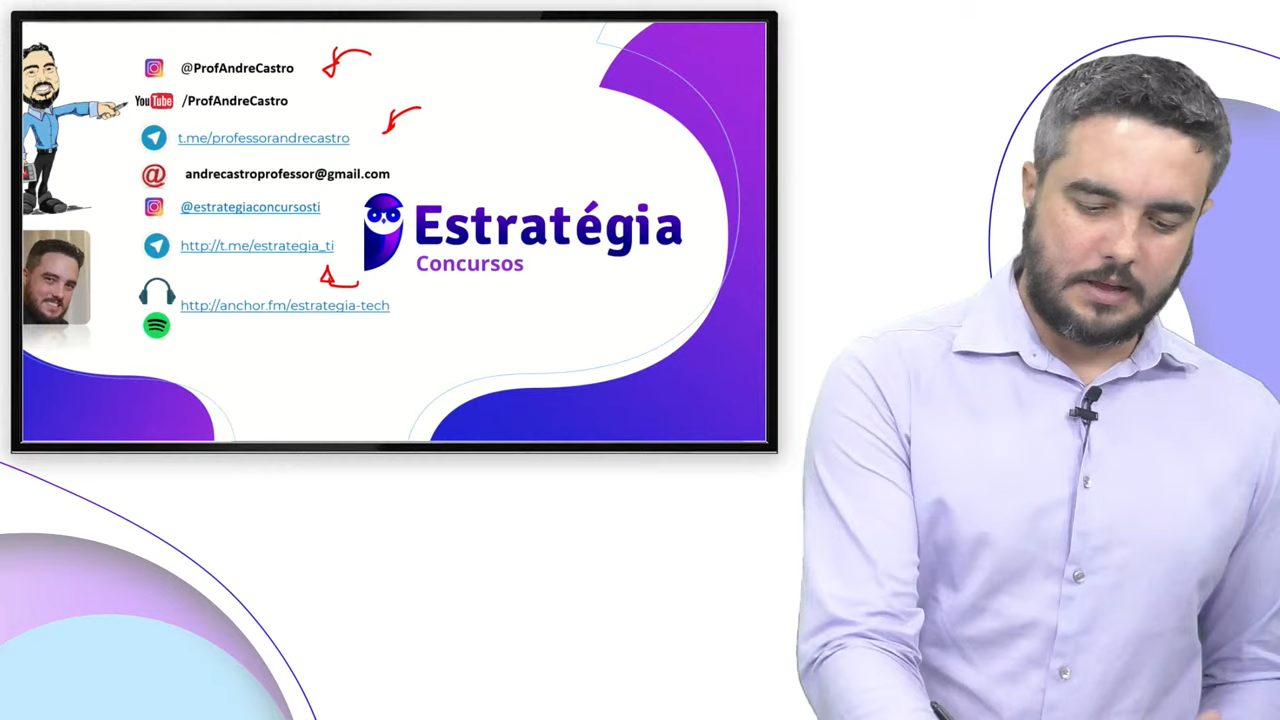 @ProfAndreCastro
YouTube /ProfAndreCastro
t.me/professorandrecastro
@ andrecastroprofessor@gmail.com
@estrategiaconcursosti
http://t.me/estrategia_ti
http://anchor.fm/estrategia-tech
Estratégia
Concursos